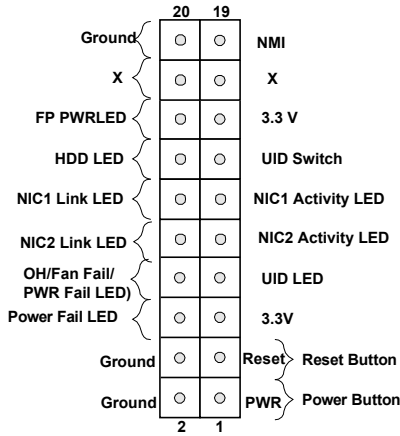 20 19
Ground NMI
X X
FP PWRLED 3.3 V
HDD LED UID Switch
NIC1 Link LED NIC1 Activity LED
NIC2 Link LED NIC2 Activity LED
OH/Fan Fail/
PWR Fail LED) UID LED
Power Fail LED 3.3V
Ground Reset Reset Button
Ground PWR Power Button
2 1